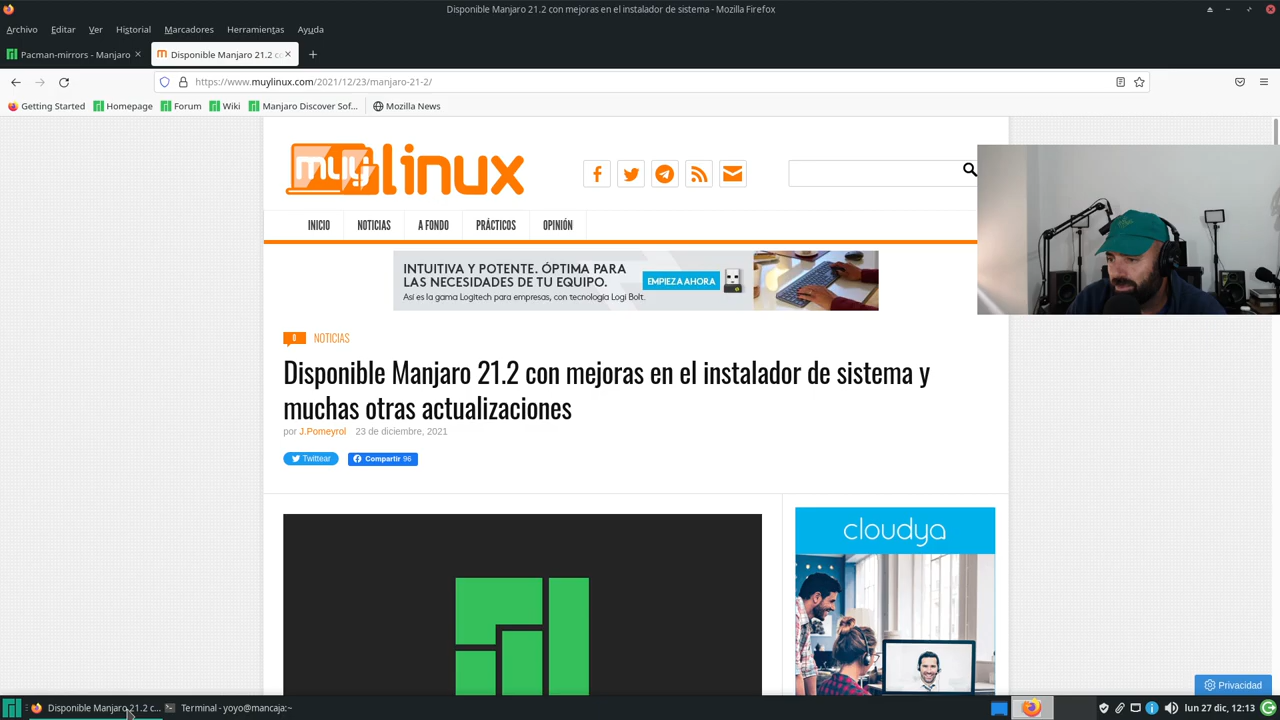 Disponible Manjaro 21.2 con mejoras en el instalador de sistema - Mozilla Firefox
Archivo Editar Ver Historial Marcadores Herramientas Ayuda
Pacman-mirrors - Manjaro
Disponible Manjaro 21.2 cc
https://www.muylinux.com/2021/12/23/manjaro-21-2/
Getting Started Homepage Forum Wiki Manjaro Discover Sof... Mozilla News
muylinux
INICIO NOTICIAS A FONDO PRÁCTICOS OPINIÓN
INTUITIVA Y POTENTE. ÓPTIMA PARA
LAS NECESIDADES DE TU EQUIPO.
Así es la gama Logitech para empresas, con tecnología Logi Bolt.
EMPIEZA AHORA
0 NOTICIAS
Disponible Manjaro 21.2 con mejoras en el instalador de sistema y
muchas otras actualizaciones
por J.Pomeyrol 23 de diciembre, 2021
Twittear Compartir 96
cloudya
Privacidad
Disponible Manjaro 21.2 c...
Terminal - yoyo@mancaja:~
lun 27 dic, 12:13